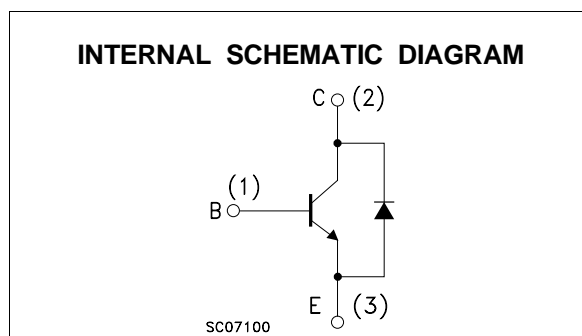 INTERNAL SCHEMATIC DIAGRAM
C (2)
(1)
B
E (3)
SC07100